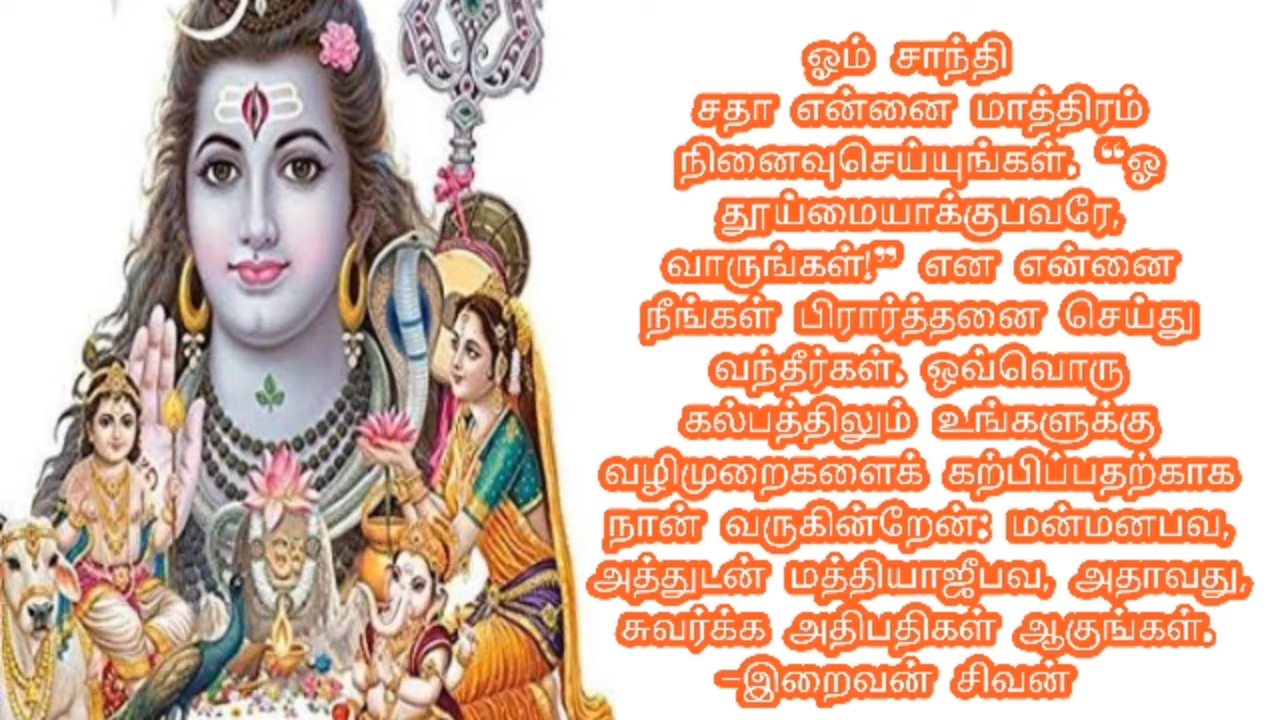 ஓம் சாந்தி
சதா என்னை மாத்திரம்
நினைவுசெய்யுங்கள். “ஓ
தூய்மையாக்குபவரே,
வாருங்கள்!” என என்னை
நீங்கள் பிரார்த்தனை செய்து
வந்தீர்கள். ஒவ்வொரு
கல்பத்திலும் உங்களுக்கு
வழிமுறைகளைக் கற்பிப்பதற்காக
நான் வருகின்றேன்: மன்மனபவ,
அத்துடன் மத்தியாஜீபவ, அதாவது,
சுவர்க்க அதிபதிகள் ஆகுங்கள்.
-இறைவன் சிவன்